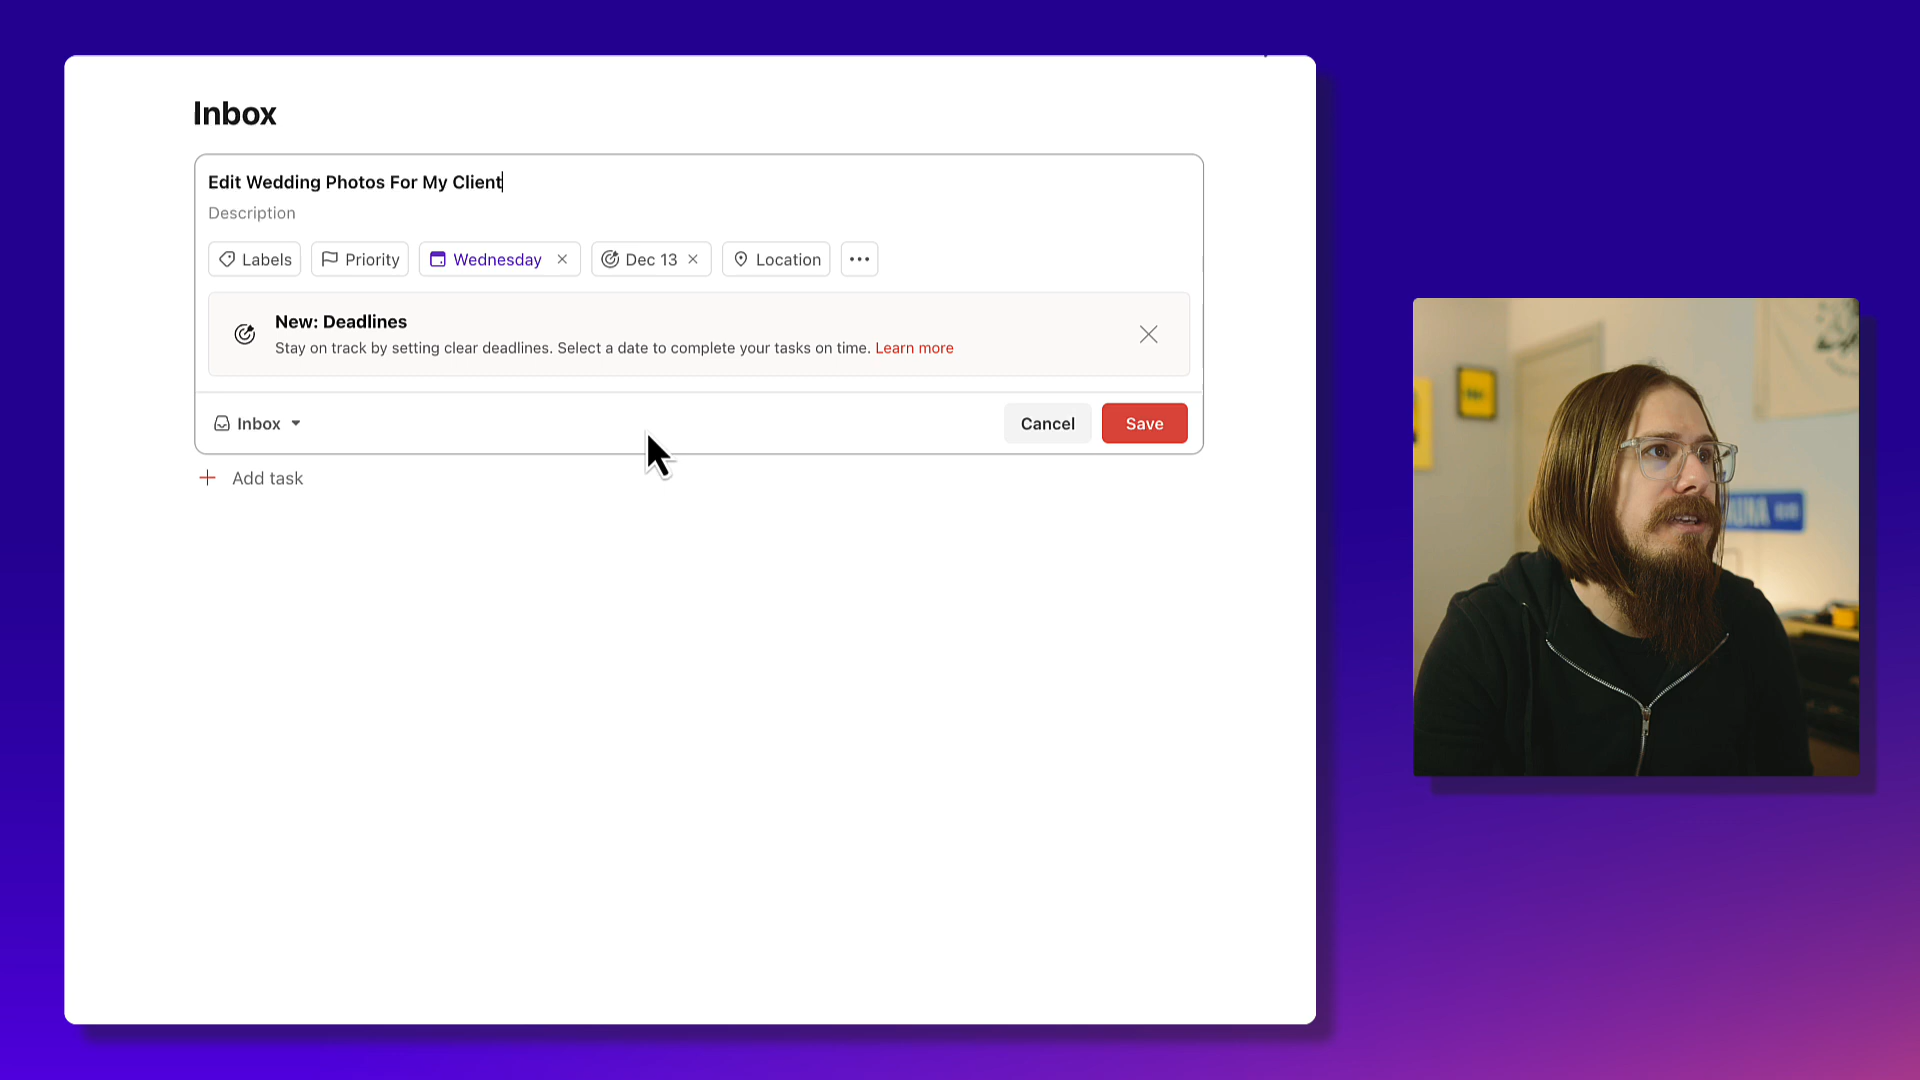 Inbox
Edit Wedding Photos For My Client
Description
Labels Priority Wednesday Dec 13 Location
New: Deadlines
Stay on track by setting clear deadlines. Select a date to complete your tasks on time. Learn more
Inbox Cancel Save
Add task